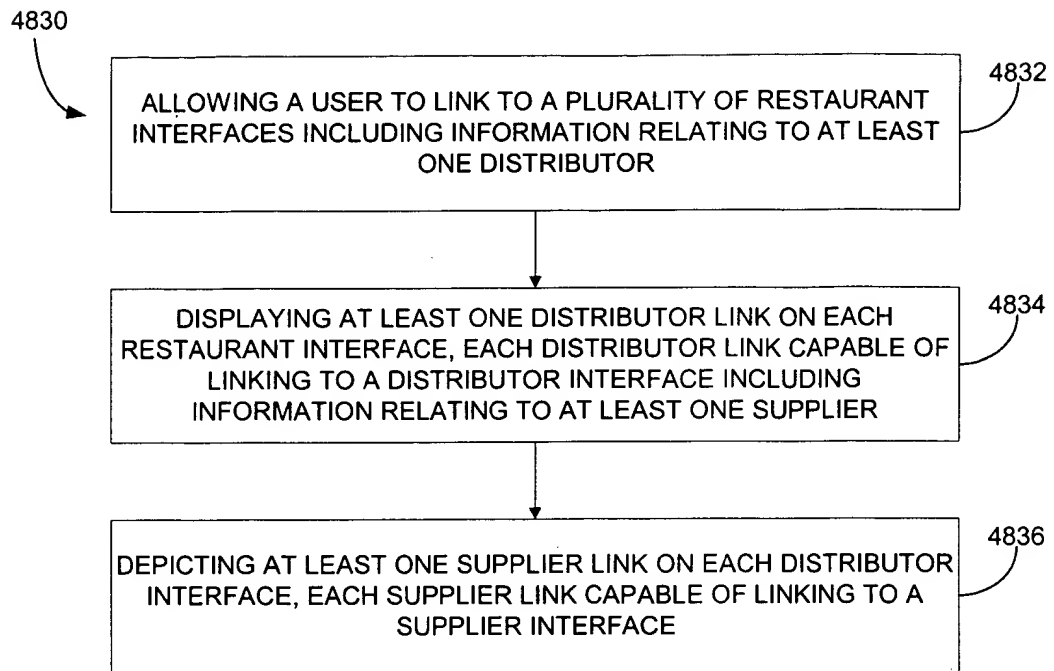 4830
4832
ALLOWING A USER TO LINK TO A PLURALITY OF RESTAURANT
INTERFACES INCLUDING INFORMATION RELATING TO AT LEAST
ONE DISTRIBUTOR
4834
DISPLAYING AT LEAST ONE DISTRIBUTOR LINK ON EACH
RESTAURANT INTERFACE, EACH DISTRIBUTOR LINK CAPABLE OF
LINKING TO A DISTRIBUTOR INTERFACE INCLUDING
INFORMATION RELATING TO AT LEAST ONE SUPPLIER
4836
DEPICTING AT LEAST ONE SUPPLIER LINK ON EACH DISTRIBUTOR
INTERFACE, EACH SUPPLIER LINK CAPABLE OF LINKING TO A
SUPPLIER INTERFACE